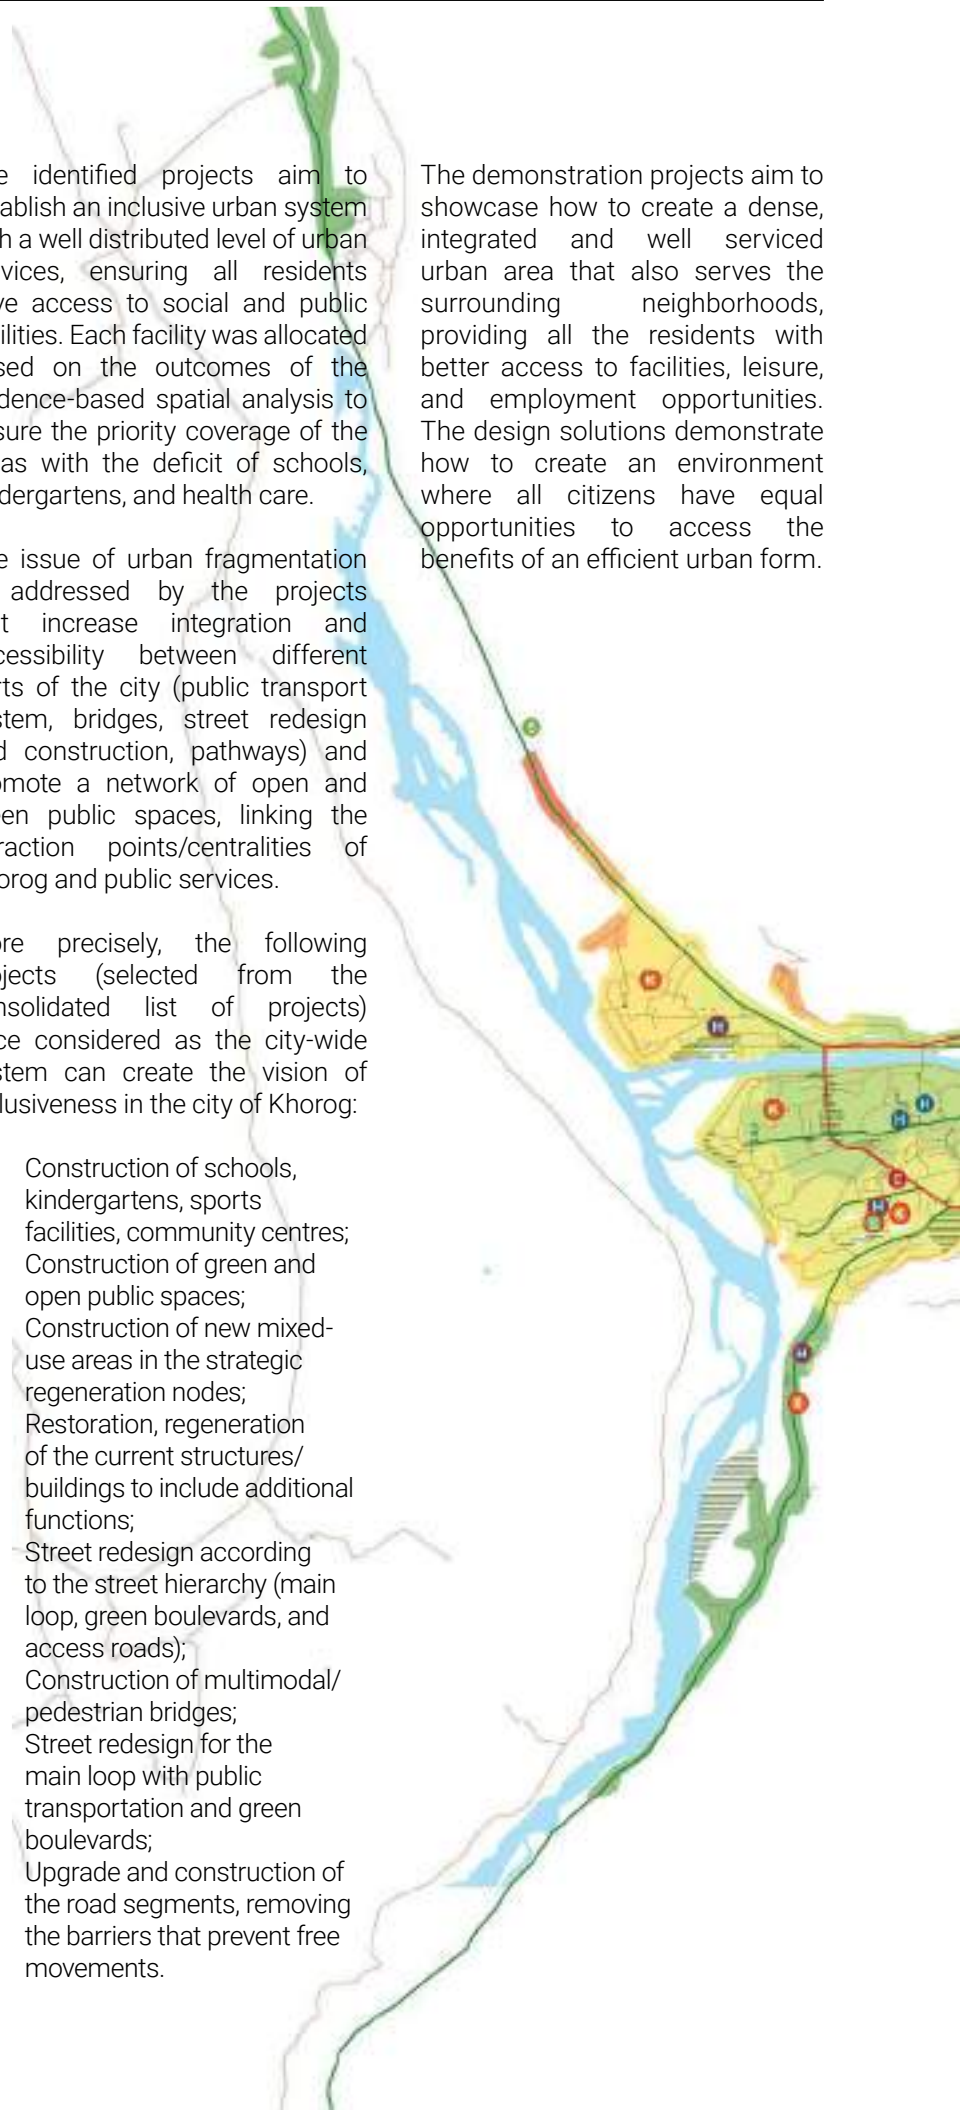 e identified projects aim to
ablish an inclusive urban system
h a well distributed level of urban
vices, ensuring all residents
ve access to social and public
ilities. Each facility was allocated
sed on the outcomes of the
dence-based spatial analysis to
sure the priority coverage of the
as with the deficit of schools,
dergartens, and health care.
e issue of urban fragmentation
addressed by the projects
t increase integration and
cessibility between different
rts of the city (public transport
stem, bridges, street redesign
d construction, pathways) and
omote a network of open and
en public spaces, linking the
raction points/centralities of
orog and public services.
ore precisely, the following
jects (selected from the
nsolidated list of projects)
ce considered as the city-wide
stem can create the vision of
lusiveness in the city of Khorog:
Construction of schools,
kindergartens, sports
facilities, community centres;
Construction of green and
open public spaces;
Construction of new mixed-
use areas in the strategic
regeneration nodes;
Restoration, regeneration
of the current structures/
buildings to include additional
functions;
Street redesign according
to the street hierarchy (main
loop, green boulevards, and
access roads);
Construction of multimodal/
pedestrian bridges;
Street redesign for the
main loop with public
transportation and green
boulevards;
Upgrade and construction of
the road segments, removing
the barriers that prevent free
movements.
The demonstration projects aim to
showcase how to create a dense,
integrated and well serviced
urban area that also serves the
surrounding neighborhoods,
providing all the residents with
better access to facilities, leisure,
and employment opportunities.
The design solutions demonstrate
how to create an environment
where all citizens have equal
opportunities to access the
benefits of an efficient urban form.
K
H
K
H
H